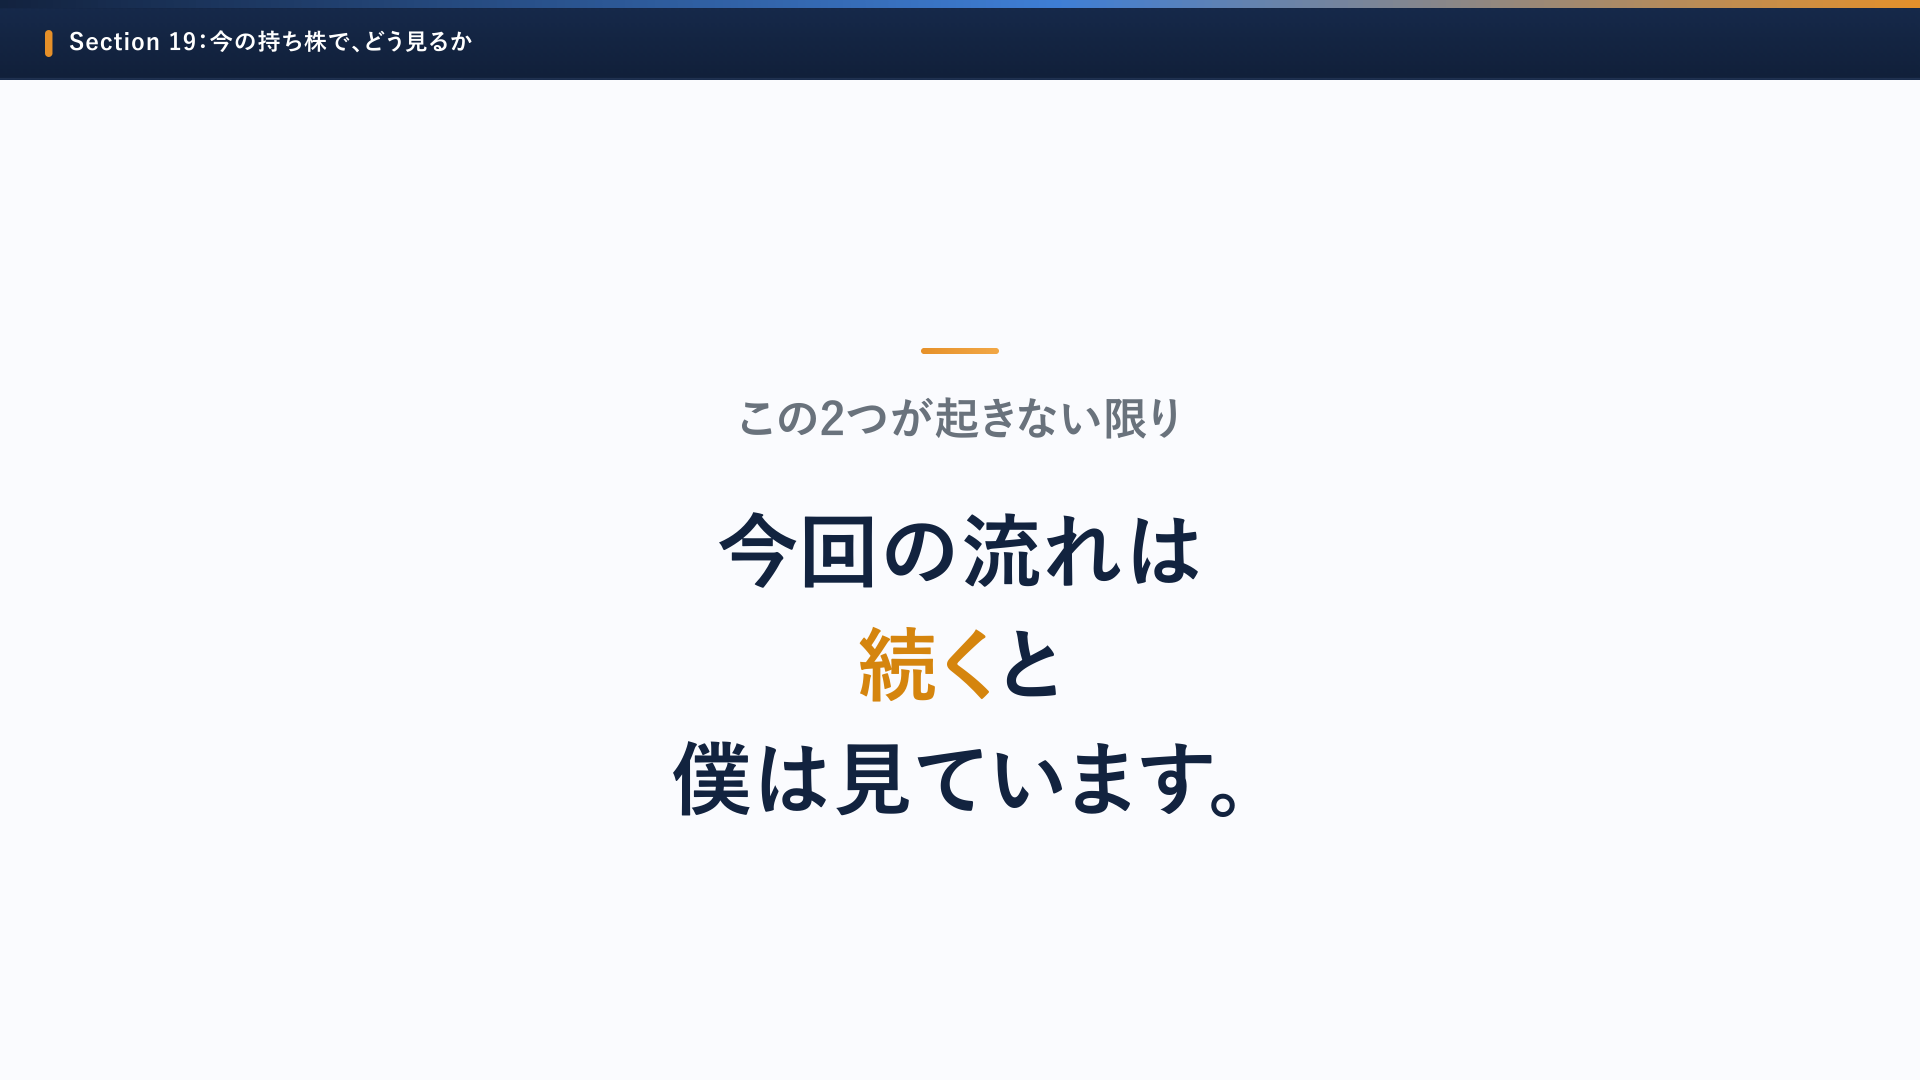 Section 19：今の持ち株で、どう見るか
この2つが起きない限り
今回の流れは
続くと
僕は見ています。